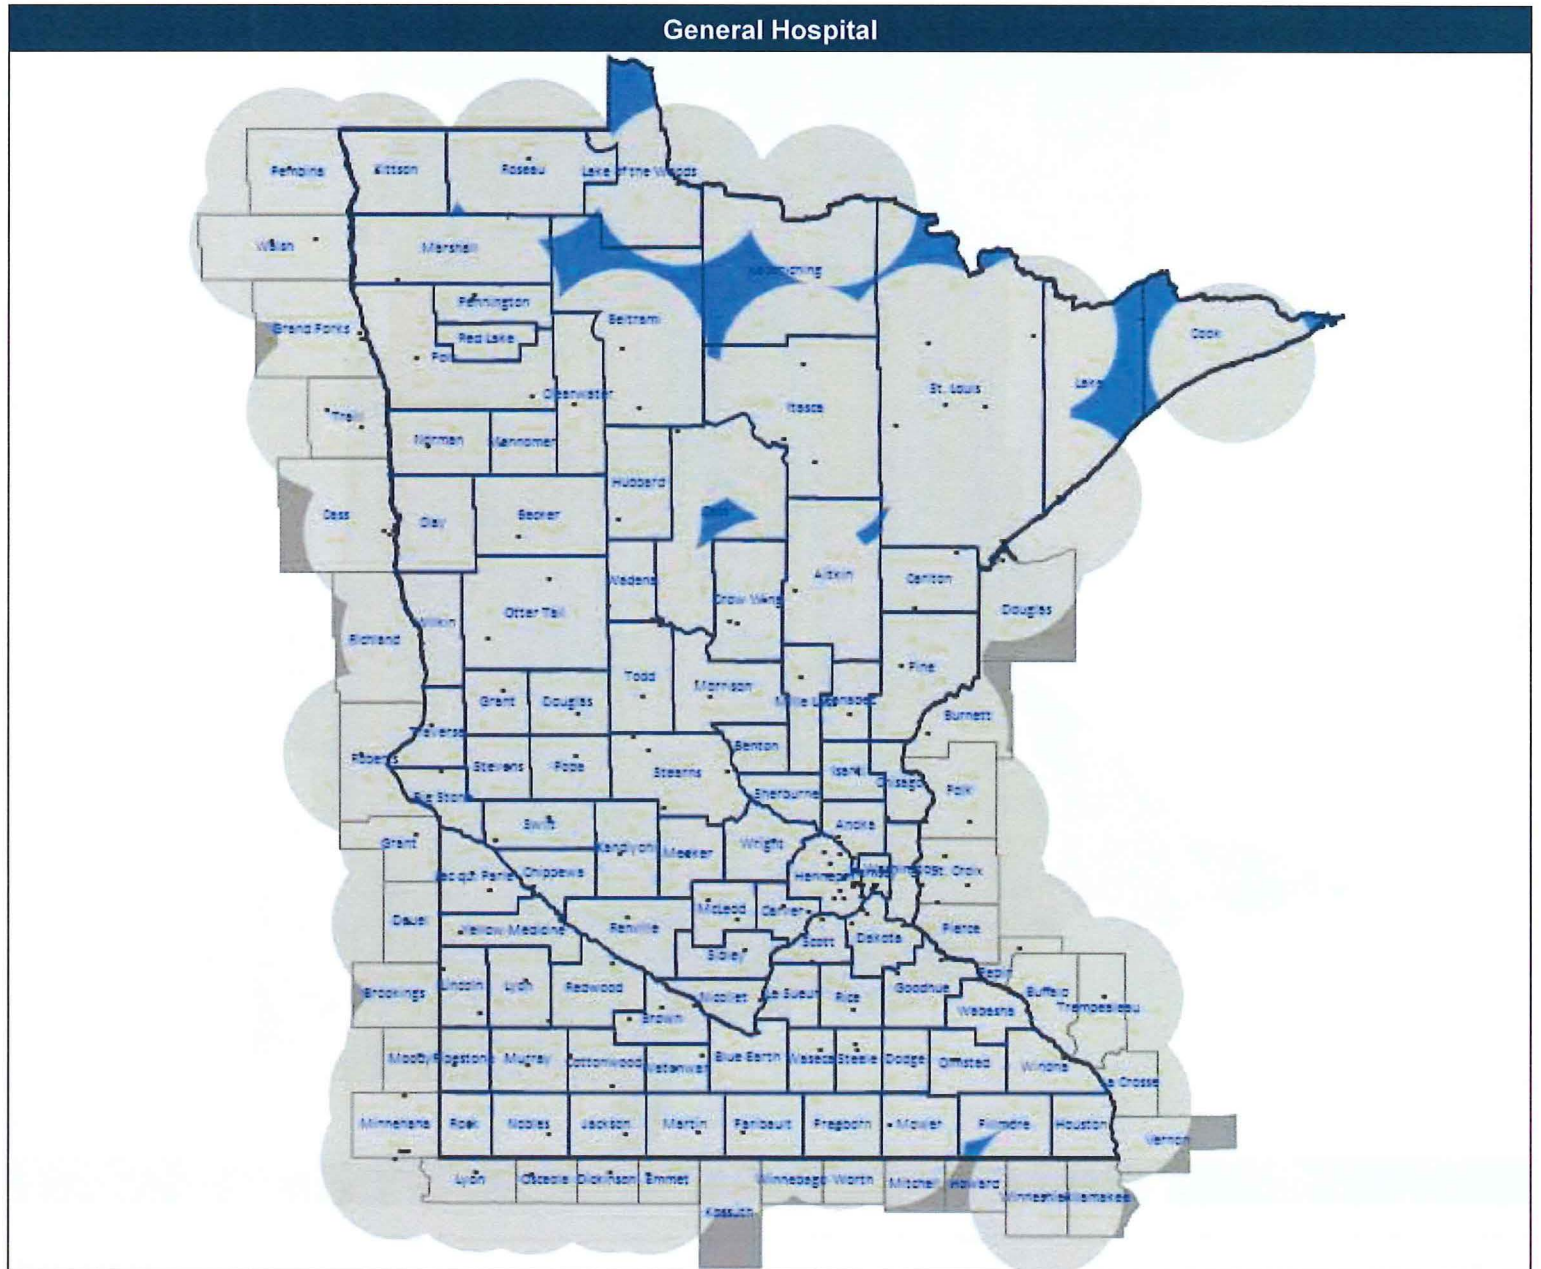 General Hospital
Pembina Kittson Roseau Lake of the Woods
Walsh Marshall Koochiching
Pennington
Grand Forks Red Lake Beltrami Cook
Clearwater St. Louis Lake
Traill Norman Mahnomen Itasca
Hubbard
Cass Clay Becker Cass
Wadena Aitkin Carlton
Richland Wilkin Otter Tail Crow Wing Douglas
Todd Pine
Grant Douglas Morrison Mille Lacs Kanabec
Traverse Benton Burnett
Roberts Stevens Pope Stearns Isanti
Big Stone Sherburne Chisago Polk
Swift Anoka
Grant Kandiyohi Meeker Wright
Lac qui Parle Chippewa Hennepin Washington St. Croix
Deuel McLeod Carver
Yellow Medicine Renville Scott Dakota Pierce
Sibley
Brookings Lincoln Lyon Redwood Nicollet Le Sueur Rice Goodhue Pepin Buffalo
Brown Wabasha Trempealeau
Moody Pipestone Murray Cottonwood Watonwan Blue Earth Waseca Steele Dodge Olmsted Winona
La Crosse
Minnehaha Rock Nobles Jackson Martin Faribault Freeborn Mower Fillmore Houston
Vernon
Lyon Osceola Dickinson Emmet Winnebago Worth Mitchell Howard
Winneshiek Allamakee
Kossuth